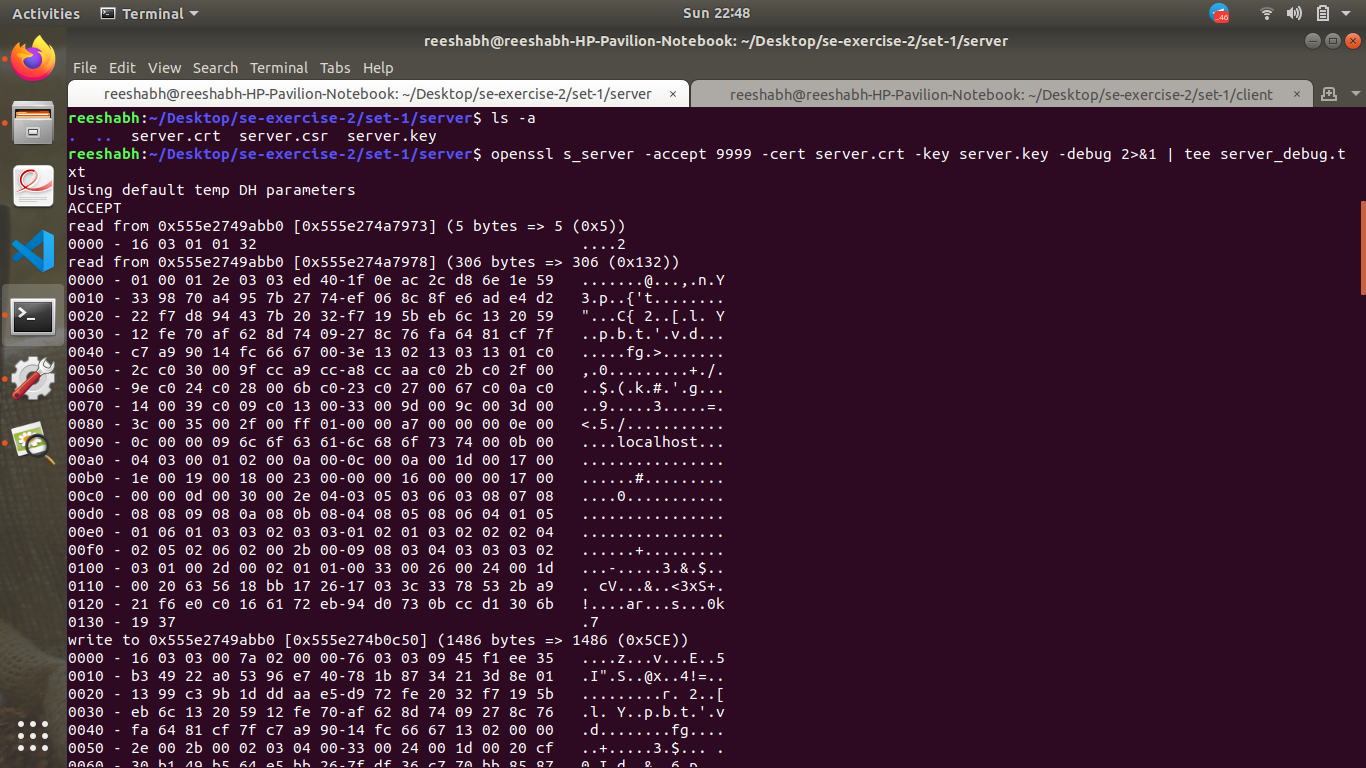 Activities
Terminal
Sun 22:48
46
reeshabh@reeshabh-HP-Pavilion-Notebook: ~/Desktop/se-exercise-2/set-1/server
File Edit View Search Terminal Tabs Help
reeshabh@reeshabh-HP-Pavilion-Notebook: ~/Desktop/se-exercise-2/set-1/server ×
reeshabh@reeshabh-HP-Pavilion-Notebook: ~/Desktop/se-exercise-2/set-1/client ×
reeshabh:~/Desktop/se-exercise-2/set-1/server$ ls -a
.  ..  server.crt  server.csr  server.key
reeshabh:~/Desktop/se-exercise-2/set-1/server$ openssl s_server -accept 9999 -cert server.crt -key server.key -debug 2>&1 | tee server_debug.t
xt
Using default temp DH parameters
ACCEPT
read from 0x555e2749abb0 [0x555e274a7973] (5 bytes => 5 (0x5))
0000 - 16 03 01 01 32                                    ....2
read from 0x555e2749abb0 [0x555e274a7978] (306 bytes => 306 (0x132))
0000 - 01 00 01 2e 03 03 ed 40-1f 0e ac 2c d8 6e 1e 59   .......@...,.n.Y
0010 - 33 98 70 a4 95 7b 27 74-ef 06 8c 8f e6 ad e4 d2   3.p..{'t........
0020 - 22 f7 d8 94 43 7b 20 32-f7 19 5b eb 6c 13 20 59   "...C{ 2..[.l. Y
0030 - 12 fe 70 af 62 8d 74 09-27 8c 76 fa 64 81 cf 7f   ..p.b.t.'.v.d...
0040 - c7 a9 90 14 fc 66 67 00-3e 13 02 13 03 13 01 c0   .....fg.>.......
0050 - 2c c0 30 00 9f cc a9 cc-a8 cc aa c0 2b c0 2f 00   ,.0.........+./.
0060 - 9e c0 24 c0 28 00 6b c0-23 c0 27 00 67 c0 0a c0   ..$.(.k.#.'.g...
0070 - 14 00 39 c0 09 c0 13 00-33 00 9d 00 9c 00 3d 00   ..9.....3.....=.
0080 - 3c 00 35 00 2f 00 ff 01-00 00 a7 00 00 00 0e 00   <.5./...........
0090 - 0c 00 00 09 6c 6f 63 61-6c 68 6f 73 74 00 0b 00   ....localhost...
00a0 - 04 03 00 01 02 00 0a 00-0c 00 0a 00 1d 00 17 00   ................
00b0 - 1e 00 19 00 18 00 23 00-00 00 16 00 00 00 17 00   ......#.........
00c0 - 00 00 0d 00 30 00 2e 04-03 05 03 06 03 08 07 08   ....0...........
00d0 - 08 08 09 08 0a 08 0b 08-04 08 05 08 06 04 01 05   ................
00e0 - 01 06 01 03 03 02 03 03-01 02 01 03 02 02 02 04   ................
00f0 - 02 05 02 06 02 00 2b 00-09 08 03 04 03 03 03 02   ......+.........
0100 - 03 01 00 2d 00 02 01 01-00 33 00 26 00 24 00 1d   ...-.....3.&.$..
0110 - 00 20 63 56 18 bb 17 26-17 03 3c 33 78 53 2b a9   . cV...&..<3xS+.
0120 - 21 f6 e0 c0 16 61 72 eb-94 d0 73 0b cc d1 30 6b   !....ar...s...0k
0130 - 19 37                                             .7
write to 0x555e2749abb0 [0x555e274b0c50] (1486 bytes => 1486 (0x5CE))
0000 - 16 03 03 00 7a 02 00 00-76 03 03 09 45 f1 ee 35   ....z...v...E..5
0010 - b3 49 22 a0 53 96 e7 40-78 1b 87 34 21 3d 8e 01   .I".S..@x..4!=..
0020 - 13 99 c3 9b 1d dd aa e5-d9 72 fe 20 32 f7 19 5b   .........r. 2..[
0030 - eb 6c 13 20 59 12 fe 70-af 62 8d 74 09 27 8c 76   .l. Y..p.b.t.'.v
0040 - fa 64 81 cf 7f c7 a9 90-14 fc 66 67 13 02 00 00   .d........fg....
0050 - 2e 00 2b 00 02 03 04 00-33 00 24 00 1d 00 20 cf   ..+.....3.$... .
0060 - 30 b1 49 b5 64 e5 bb 26-7f df 36 c7 70 bb 85 87   0.I.d..&..6.p...